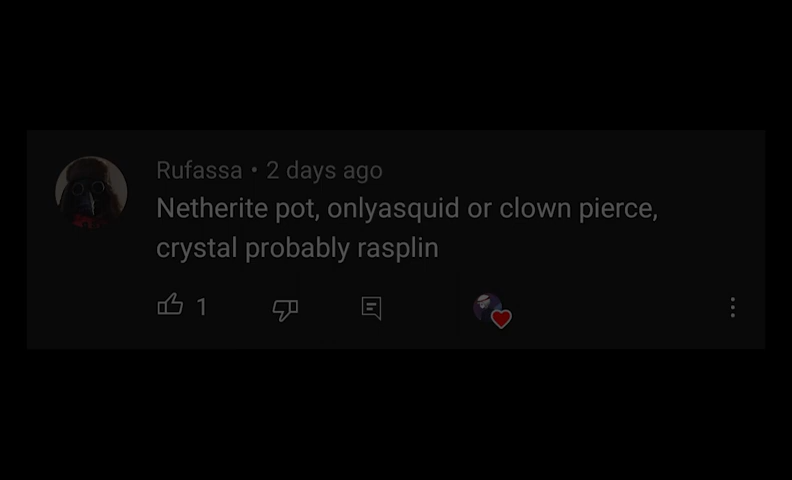 Rufassa • 2 days ago
Netherite pot, onlyasquid or clown pierce,
crystal probably rasplin
1